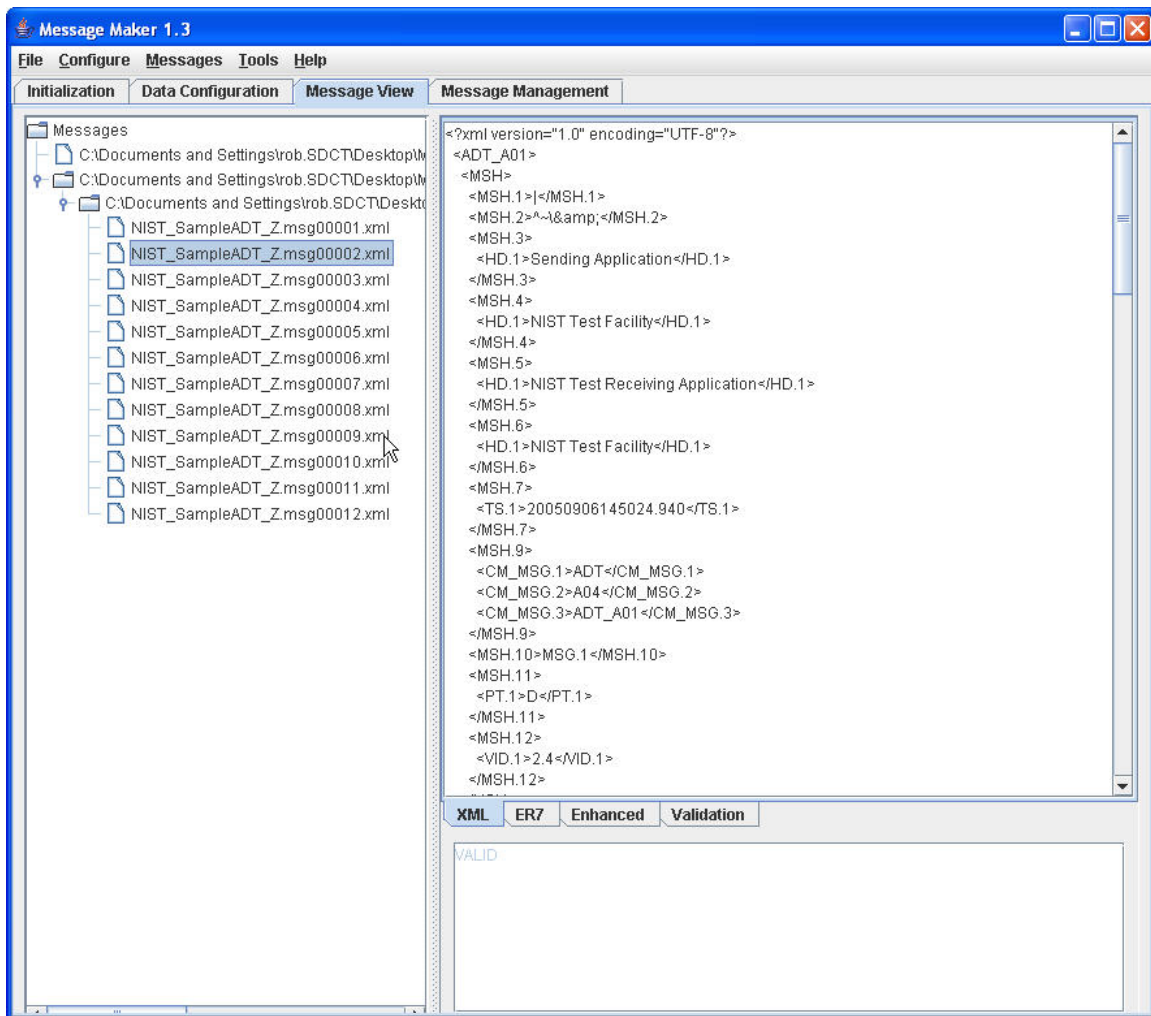 Message Maker 1.3
File Configure Messages Tools Help
Initialization Data Configuration Message View Message Management
Messages
C:\Documents and Settings\rob.SDCT\Desktop\M
C:\Documents and Settings\rob.SDCT\Desktop\M
C:\Documents and Settings\rob.SDCT\Deskto
NIST_SampleADT_Z.msg00001.xml
NIST_SampleADT_Z.msg00002.xml
NIST_SampleADT_Z.msg00003.xml
NIST_SampleADT_Z.msg00004.xml
NIST_SampleADT_Z.msg00005.xml
NIST_SampleADT_Z.msg00006.xml
NIST_SampleADT_Z.msg00007.xml
NIST_SampleADT_Z.msg00008.xml
NIST_SampleADT_Z.msg00009.xml
NIST_SampleADT_Z.msg00010.xml
NIST_SampleADT_Z.msg00011.xml
NIST_SampleADT_Z.msg00012.xml
<?xml version="1.0" encoding="UTF-8"?>
<ADT_A01>
<MSH>
<MSH.1>|</MSH.1>
<MSH.2>^~\&amp;</MSH.2>
<MSH.3>
<HD.1>Sending Application</HD.1>
</MSH.3>
<MSH.4>
<HD.1>NIST Test Facility</HD.1>
</MSH.4>
<MSH.5>
<HD.1>NIST Test Receiving Application</HD.1>
</MSH.5>
<MSH.6>
<HD.1>NIST Test Facility</HD.1>
</MSH.6>
<MSH.7>
<TS.1>20050906145024.940</TS.1>
</MSH.7>
<MSH.9>
<CM_MSG.1>ADT</CM_MSG.1>
<CM_MSG.2>A04</CM_MSG.2>
<CM_MSG.3>ADT_A01</CM_MSG.3>
</MSH.9>
<MSH.10>MSG.1</MSH.10>
<MSH.11>
<PT.1>D</PT.1>
</MSH.11>
<MSH.12>
<VID.1>2.4</VID.1>
</MSH.12>
XML ER7 Enhanced Validation
VALID